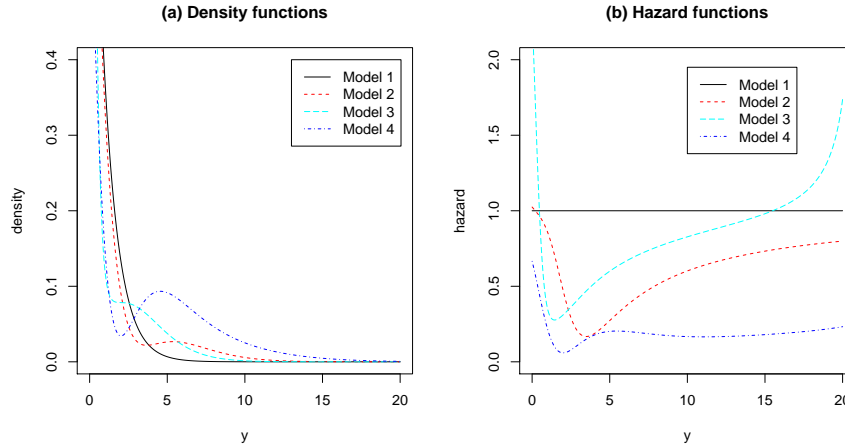 (a) Density functions
density
0.4
0.3
0.2
0.1
0.0
Model 1
Model 2
Model 3
Model 4
0 5 10 15 20
y
(b) Hazard functions
hazard
2.0
1.5
1.0
0.5
0.0
Model 1
Model 2
Model 3
Model 4
0 5 10 15 20
y